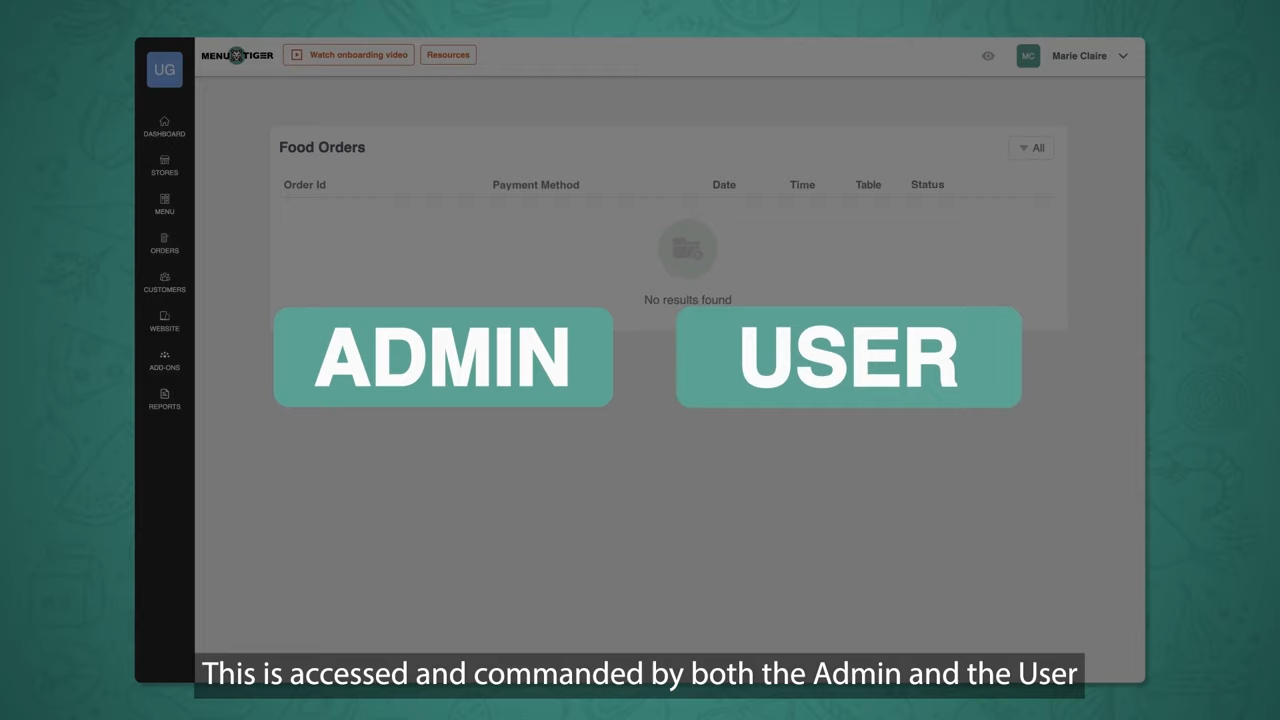 UG
MENU TIGER
Watch onboarding video
Resources
MC
Marie Claire
DASHBOARD
STORES
MENU
ORDERS
CUSTOMERS
WEBSITE
ADD-ONS
REPORTS
Food Orders
All
Order Id Payment Method Date Time Table Status
No results found
ADMIN
USER
This is accessed and commanded by both the Admin and the User